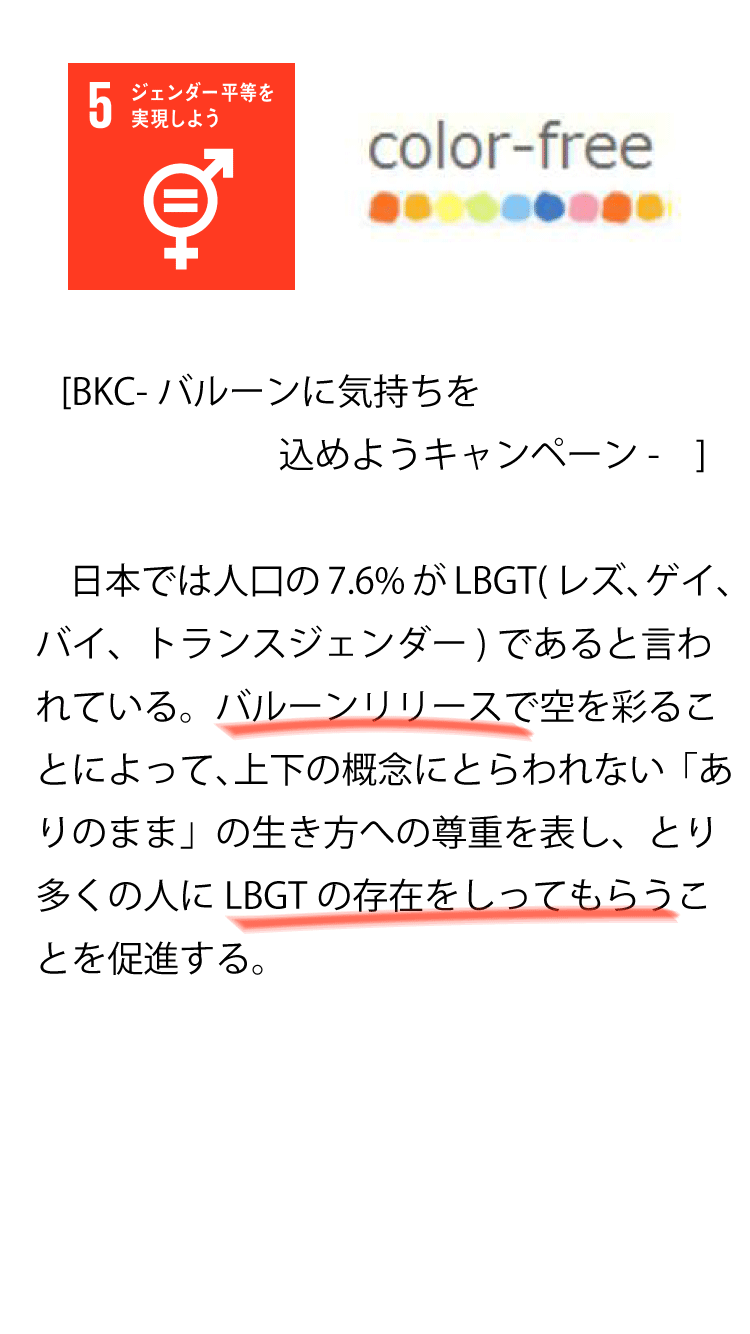 5 ジェンダー平等を
実現しよう
color-free
[BKC- バルーンに気持ちを
込めようキャンペーン - ]
日本では人口の 7.6% が LBGT( レズ、ゲイ、
バイ、トランスジェンダー ) であると言わ
れている。バルーンリリースで空を彩るこ
とによって、上下の概念にとらわれない「あ
りのまま」の生き方への尊重を表し、とり
多くの人に LBGT の存在をしってもらうこ
とを促進する。